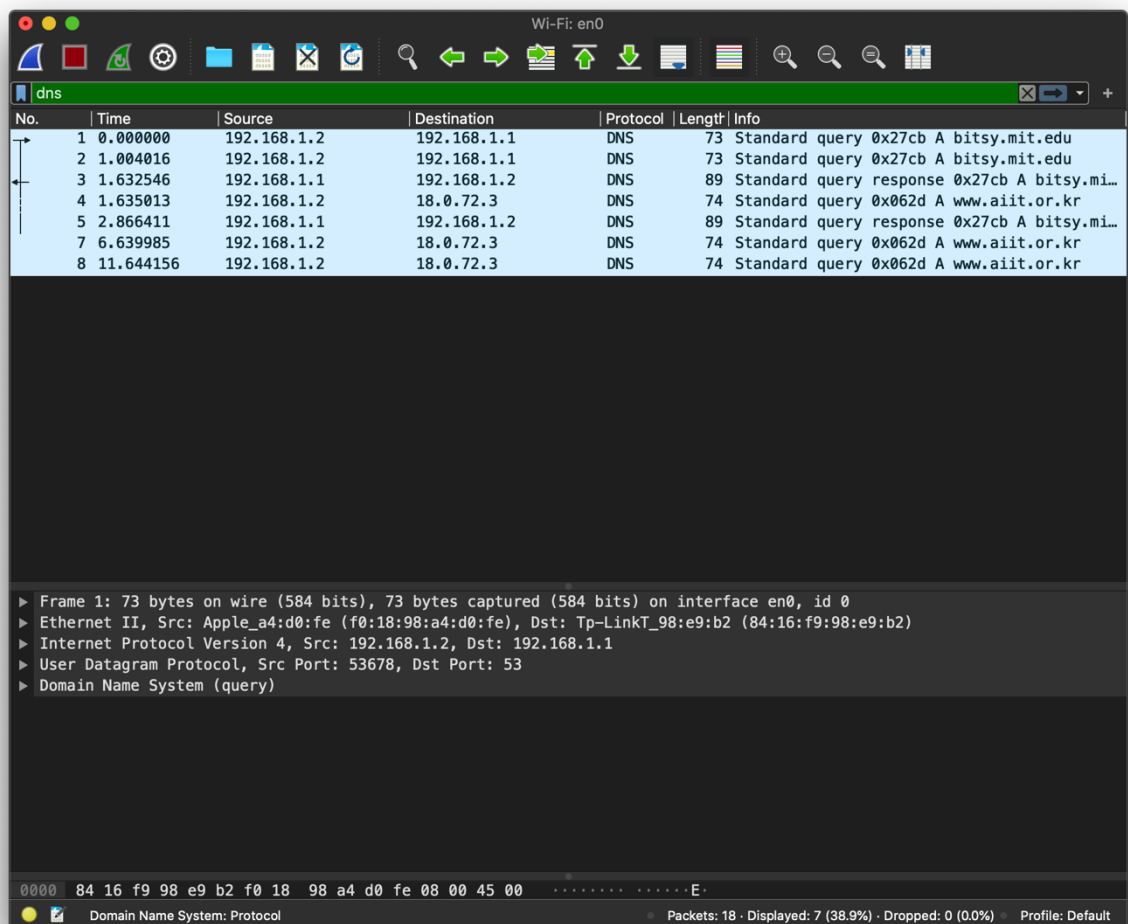 Wi-Fi: en0
dns
+
No. Time Source Destination Protocol Length Info
1 0.000000 192.168.1.2 192.168.1.1 DNS 73 Standard query 0x27cb A bitsy.mit.edu
2 1.004016 192.168.1.2 192.168.1.1 DNS 73 Standard query 0x27cb A bitsy.mit.edu
3 1.632546 192.168.1.1 192.168.1.2 DNS 89 Standard query response 0x27cb A bitsy.mi…
4 1.635013 192.168.1.2 18.0.72.3 DNS 74 Standard query 0x062d A www.aiit.or.kr
5 2.866411 192.168.1.1 192.168.1.2 DNS 89 Standard query response 0x27cb A bitsy.mi…
7 6.639985 192.168.1.2 18.0.72.3 DNS 74 Standard query 0x062d A www.aiit.or.kr
8 11.644156 192.168.1.2 18.0.72.3 DNS 74 Standard query 0x062d A www.aiit.or.kr
Frame 1: 73 bytes on wire (584 bits), 73 bytes captured (584 bits) on interface en0, id 0
Ethernet II, Src: Apple_a4:d0:fe (f0:18:98:a4:d0:fe), Dst: Tp-LinkT_98:e9:b2 (84:16:f9:98:e9:b2)
Internet Protocol Version 4, Src: 192.168.1.2, Dst: 192.168.1.1
User Datagram Protocol, Src Port: 53678, Dst Port: 53
Domain Name System (query)
0000 84 16 f9 98 e9 b2 f0 18 98 a4 d0 fe 08 00 45 00 ········ ······E·
Domain Name System: Protocol Packets: 18 · Displayed: 7 (38.9%) · Dropped: 0 (0.0%) Profile: Default